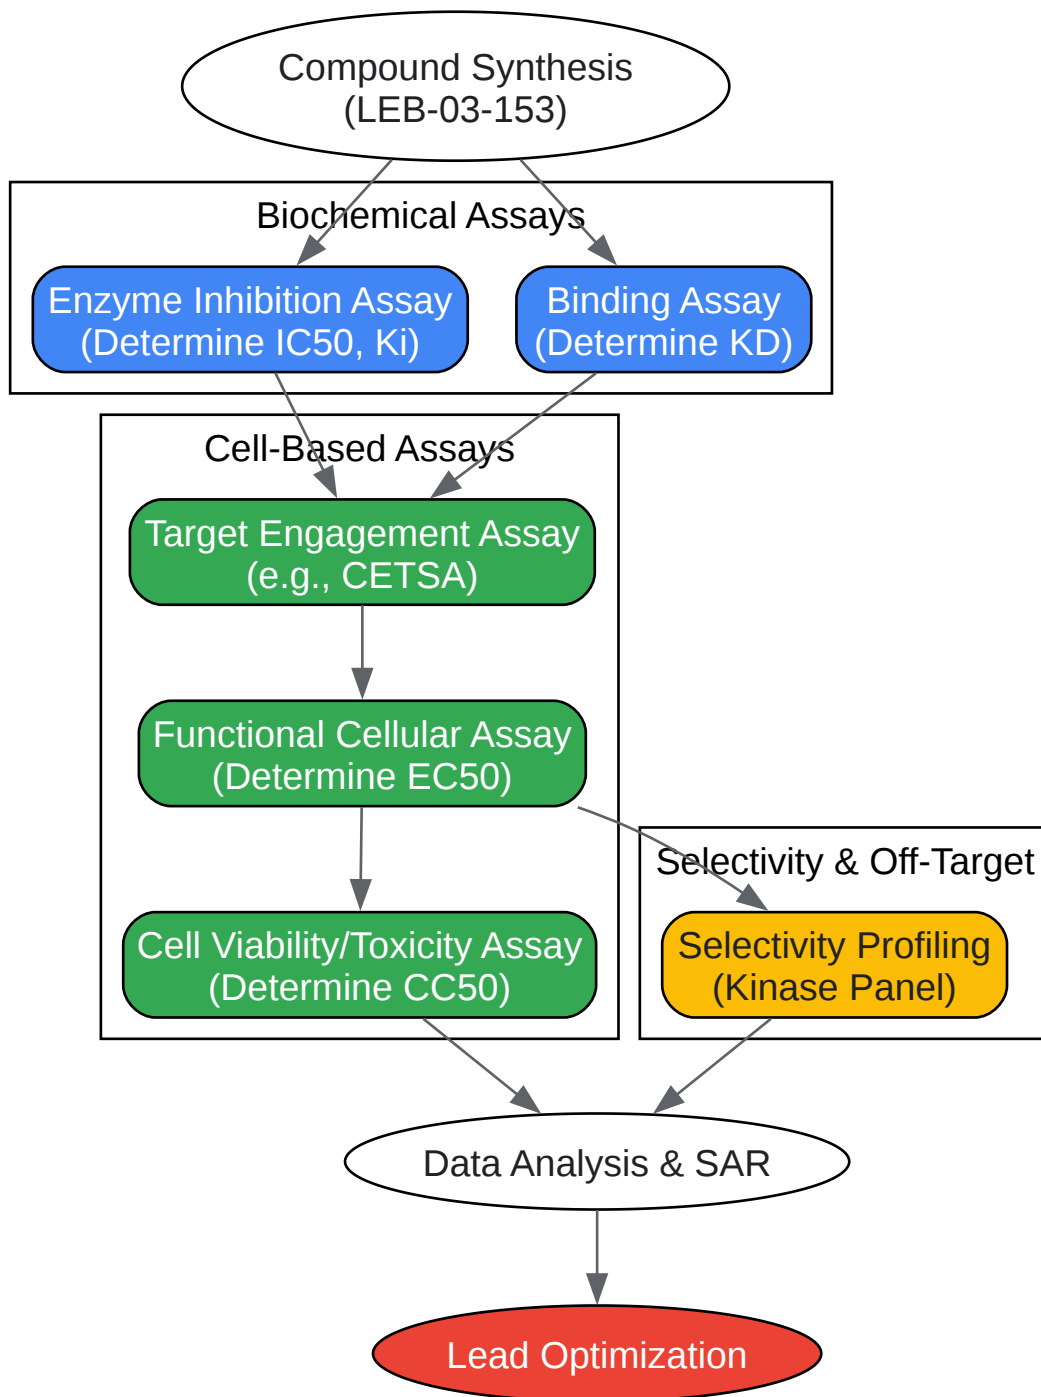 Compound Synthesis
(LEB-03-153)
Biochemical Assays
Enzyme Inhibition Assay
(Determine IC50, Ki)
Binding Assay
(Determine KD)
Cell-Based Assays
Target Engagement Assay
(e.g., CETSA)
Functional Cellular Assay
(Determine EC50)
Selectivity & Off-Target
Cell Viability/Toxicity Assay
(Determine CC50)
Selectivity Profiling
(Kinase Panel)
Data Analysis & SAR
Lead Optimization